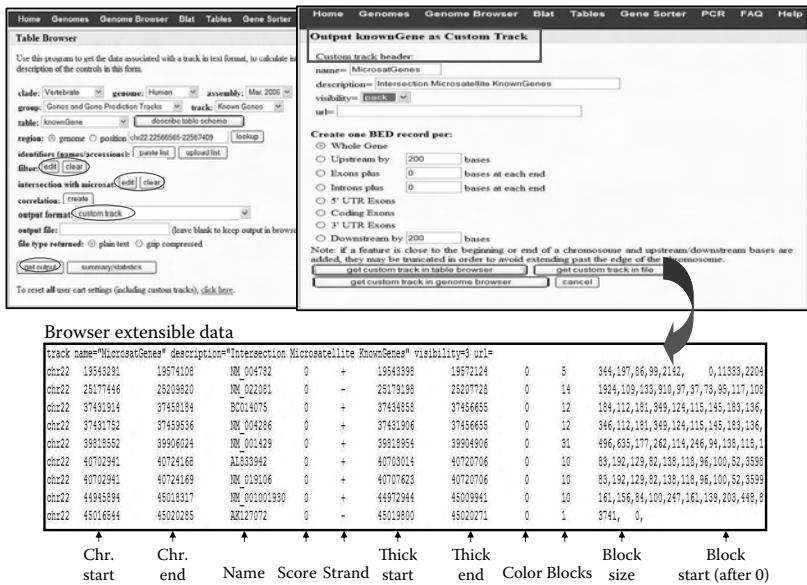 Home Genomes Genome Browser Blat Tables Gene Sorter
Table Browser
Use this program to get the data associated with a track in text format, to calculate in
description of the controls in this form.
clade: Vertebrate genome: Human assembly: Mar. 2006
group: Genes and Gene Prediction Tracks track: Known Genes
table: knownGene describe table schema
region: genome position chr22:22566565-22567409 lookup
identifiers (names/accessions): paste list upload list
filter: edit clear
intersection with microsat: edit clear
correlation: create
output format: custom track
output file: (leave blank to keep output in browse
file type returned: plain text gzip compressed
get output summary/statistics
To reset all user cart settings (including custom tracks), click here.
Home Genomes Genome Browser Blat Tables Gene Sorter PCR FAQ Help
Output knownGene as Custom Track
Custom track header:
name= MicrosatGenes
description= Intersection Microsatellite KnownGenes
visibility= pack
url=
Create one BED record per:
Whole Gene
Upstream by 200 bases
Exons plus 0 bases at each end
Introns plus 0 bases at each end
5' UTR Exons
Coding Exons
3' UTR Exons
Downstream by 200 bases
Note: if a feature is close to the beginning or end of a chromosome and upstream/downstream bases are
added, they may be truncated in order to avoid extending past the edge of the chromosome.
get custom track in table browser get custom track in file
get custom track in genome browser cancel
Browser extensible data
track name="MicrosatGenes" description="Intersection Microsatellite KnownGenes" visibility=3 url=
chr22 19543291 19574108 NM_004782 0 + 19543398 19572124 0 5 344,197,86,99,2142, 0,11333,2204
chr22 25177446 25209820 NM_022081 0 - 25179198 25207728 0 14 1924,109,133,910,97,37,73,95,117,108
chr22 37431914 37458184 BC014075 0 + 37434858 37456655 0 12 184,112,181,349,124,115,145,183,136,
chr22 37431752 37459536 NM_004286 0 + 37431906 37456655 0 12 346,112,181,349,124,115,145,183,136,
chr22 39818552 39906024 NM_001429 0 + 39818954 39904906 0 31 496,635,177,262,114,246,94,138,118,1
chr22 40702941 40724168 AL833942 0 + 40703014 40720706 0 10 83,192,129,82,138,118,96,100,52,3598
chr22 40702941 40724169 NM_019106 0 + 40707623 40720706 0 10 83,192,129,82,138,118,96,100,52,3599
chr22 44945894 45018317 NM_001001930 0 + 44972944 45009941 0 10 161,156,84,100,247,161,139,203,448,8
chr22 45016544 45020285 AK127072 0 - 45019800 45020271 0 1 3741, 0,
Chr. start Chr. end Name Score Strand Thick start Thick end Color Blocks Block size Block start (after 0)